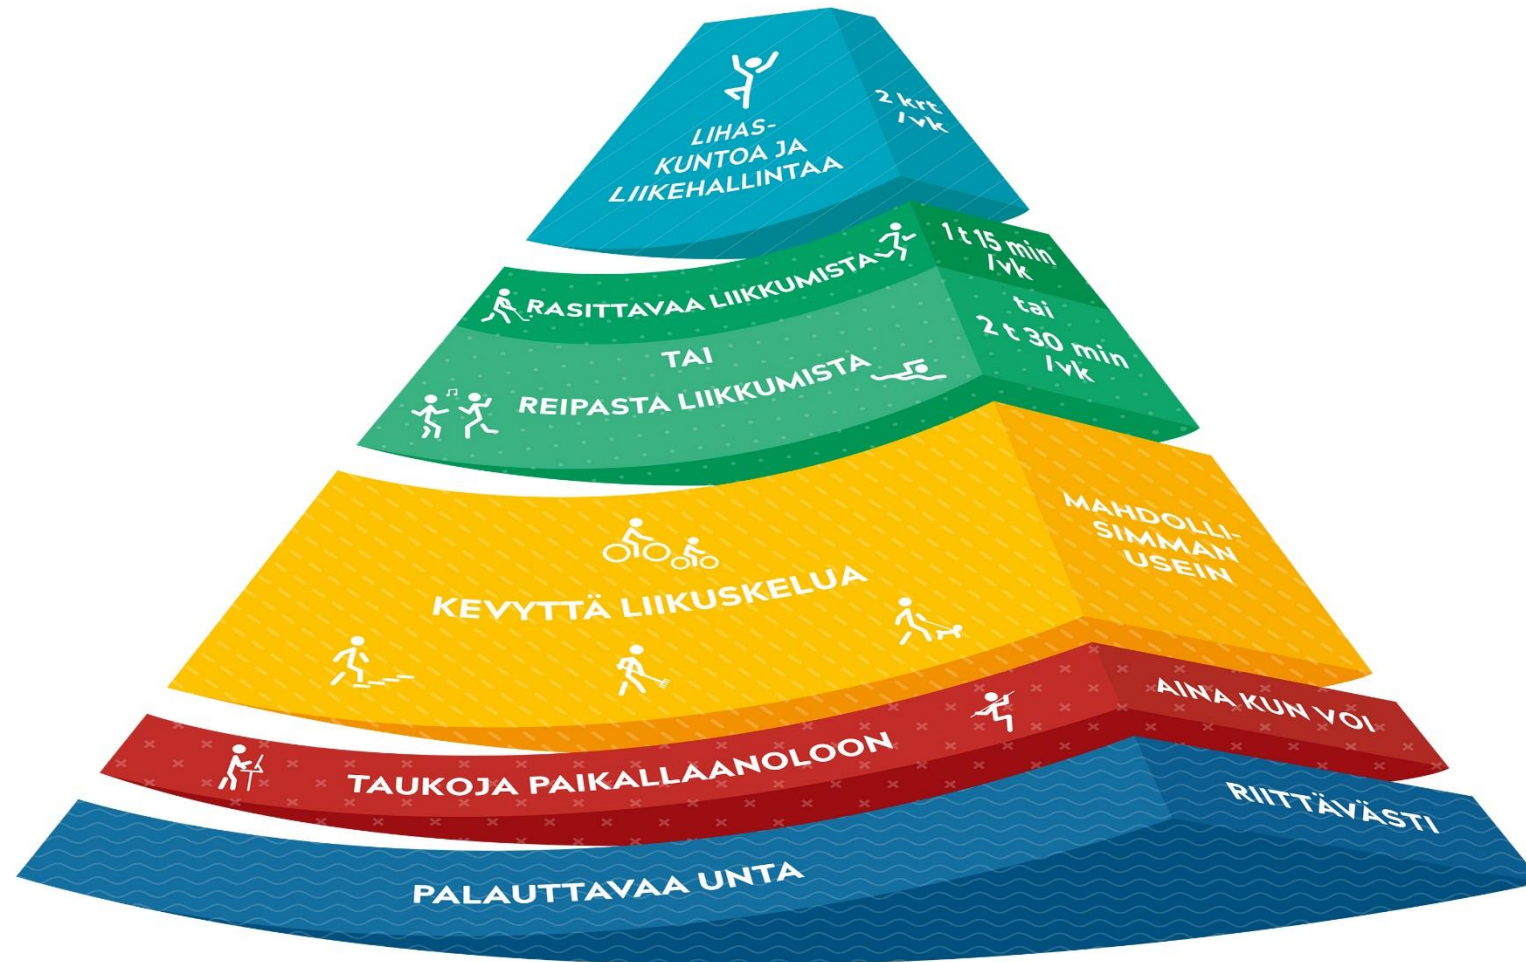 LIHAS-
KUNTOA JA
LIIKEHALLINTAA
2 krt
/vk
RASITTAVAA LIIKKUMISTA
1 t 15 min
/vk
TAI
REIPASTA LIIKKUMISTA
tai
2 t 30 min
/vk
KEVYTTÄ LIIKUSKELUA
MAHDOLLI-
SIMMAN
USEIN
TAUKOJA PAIKALLAANOLOON
AINA KUN VOI
PALAUTTAVAA UNTA
RIITTÄVÄSTI